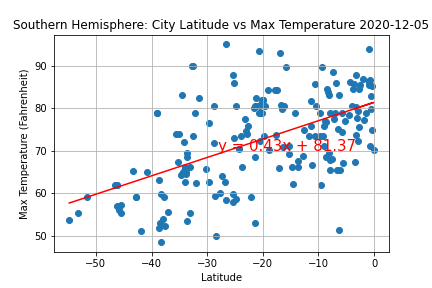 Southern Hemisphere: City Latitude vs Max Temperature 2020-12-05
Max Temperature (Fahrenheit)
90
80
70
60
50
y = 0.43x + 81.37
−50
−40
−30
−20
−10
0
Latitude